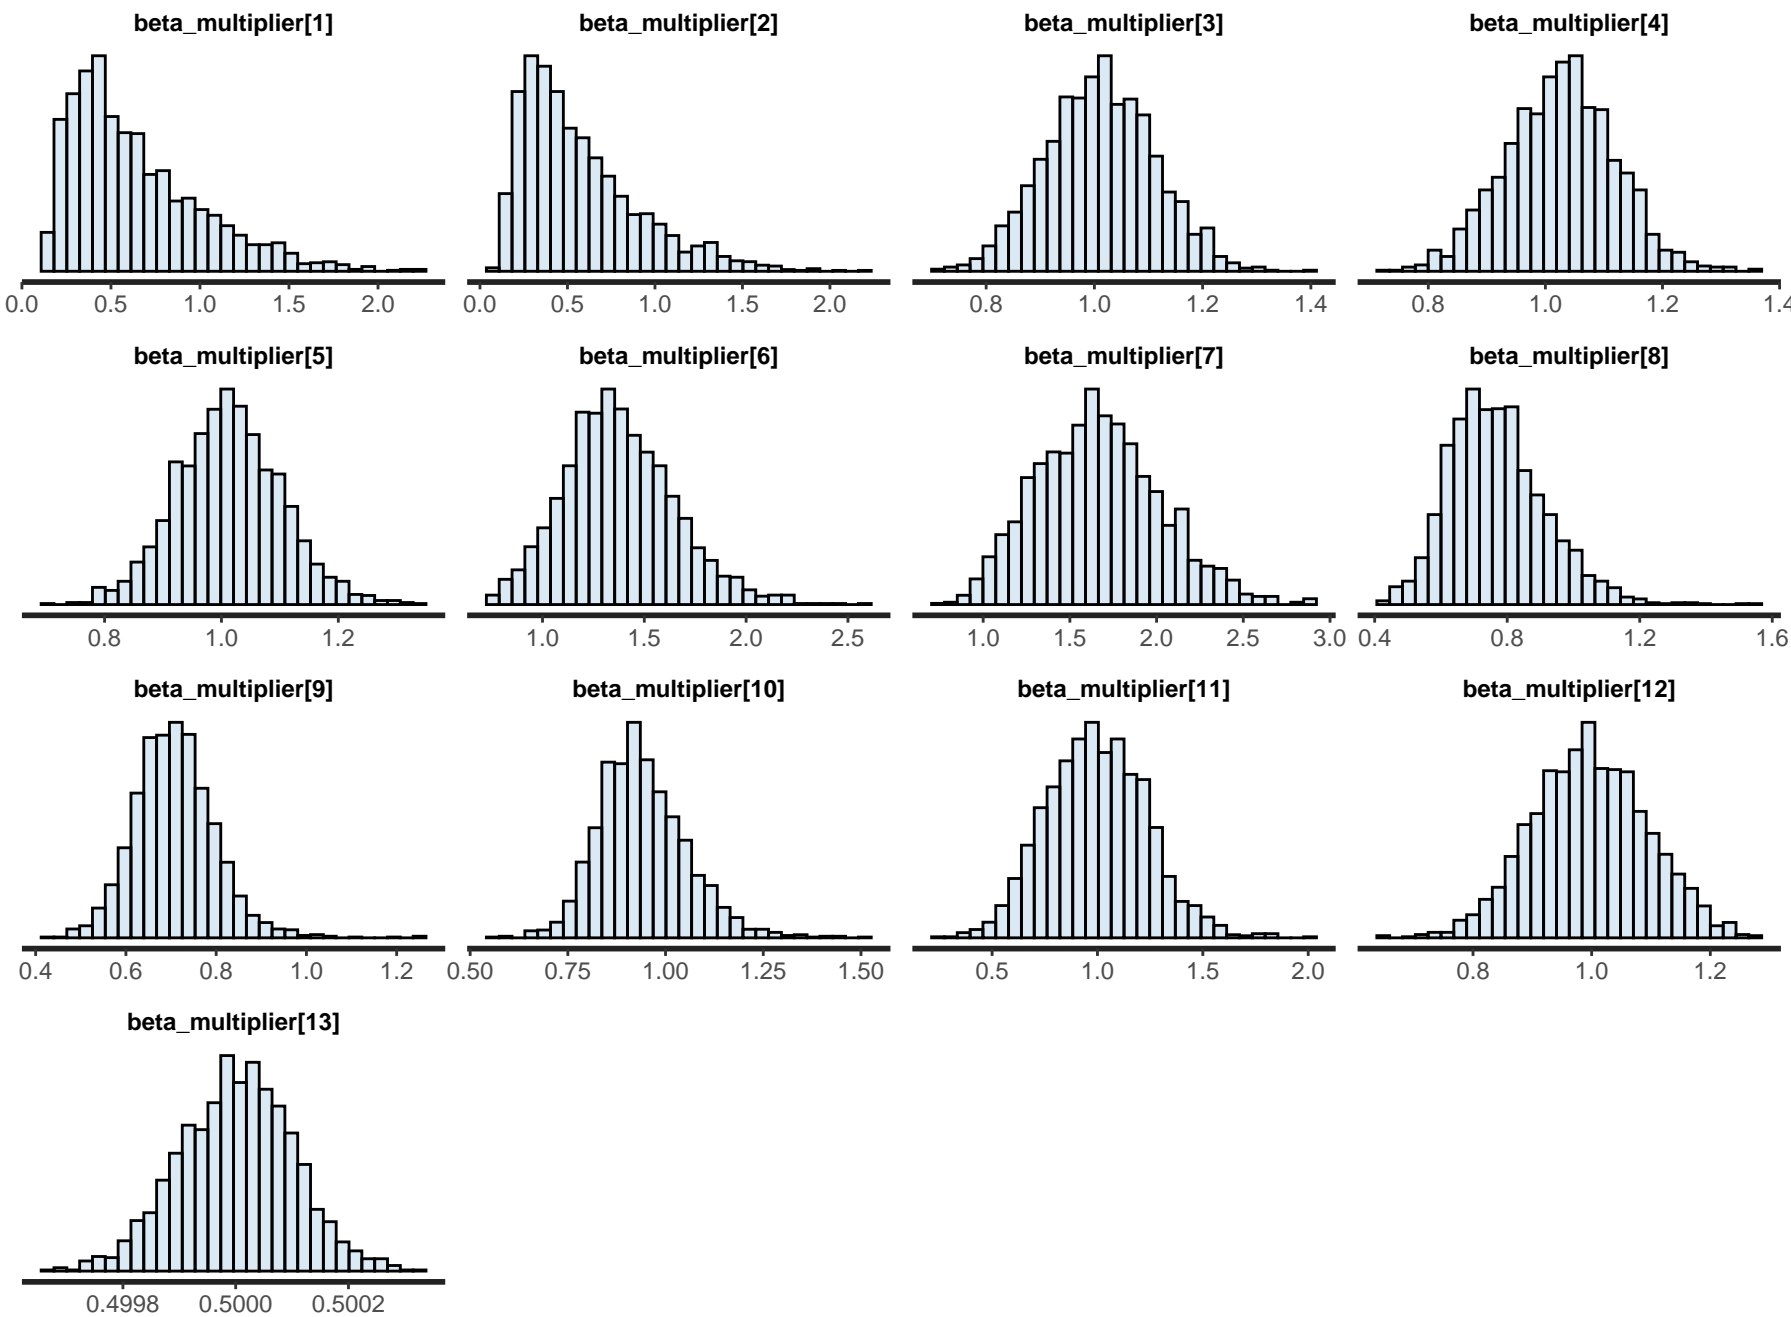 beta_multiplier[1] beta_multiplier[2] beta_multiplier[3] beta_multiplier[4]
0.0 0.5 1.0 1.5 2.0 0.0 0.5 1.0 1.5 2.0 0.8 1.0 1.2 1.4 0.8 1.0 1.2 1.4
beta_multiplier[5] beta_multiplier[6] beta_multiplier[7] beta_multiplier[8]
0.8 1.0 1.2 1.0 1.5 2.0 2.5 1.0 1.5 2.0 2.5 3.0 0.4 0.8 1.2 1.6
beta_multiplier[9] beta_multiplier[10] beta_multiplier[11] beta_multiplier[12]
0.4 0.6 0.8 1.0 1.2 0.50 0.75 1.00 1.25 1.50 0.5 1.0 1.5 2.0 0.8 1.0 1.2
beta_multiplier[13]
0.4998 0.5000 0.5002